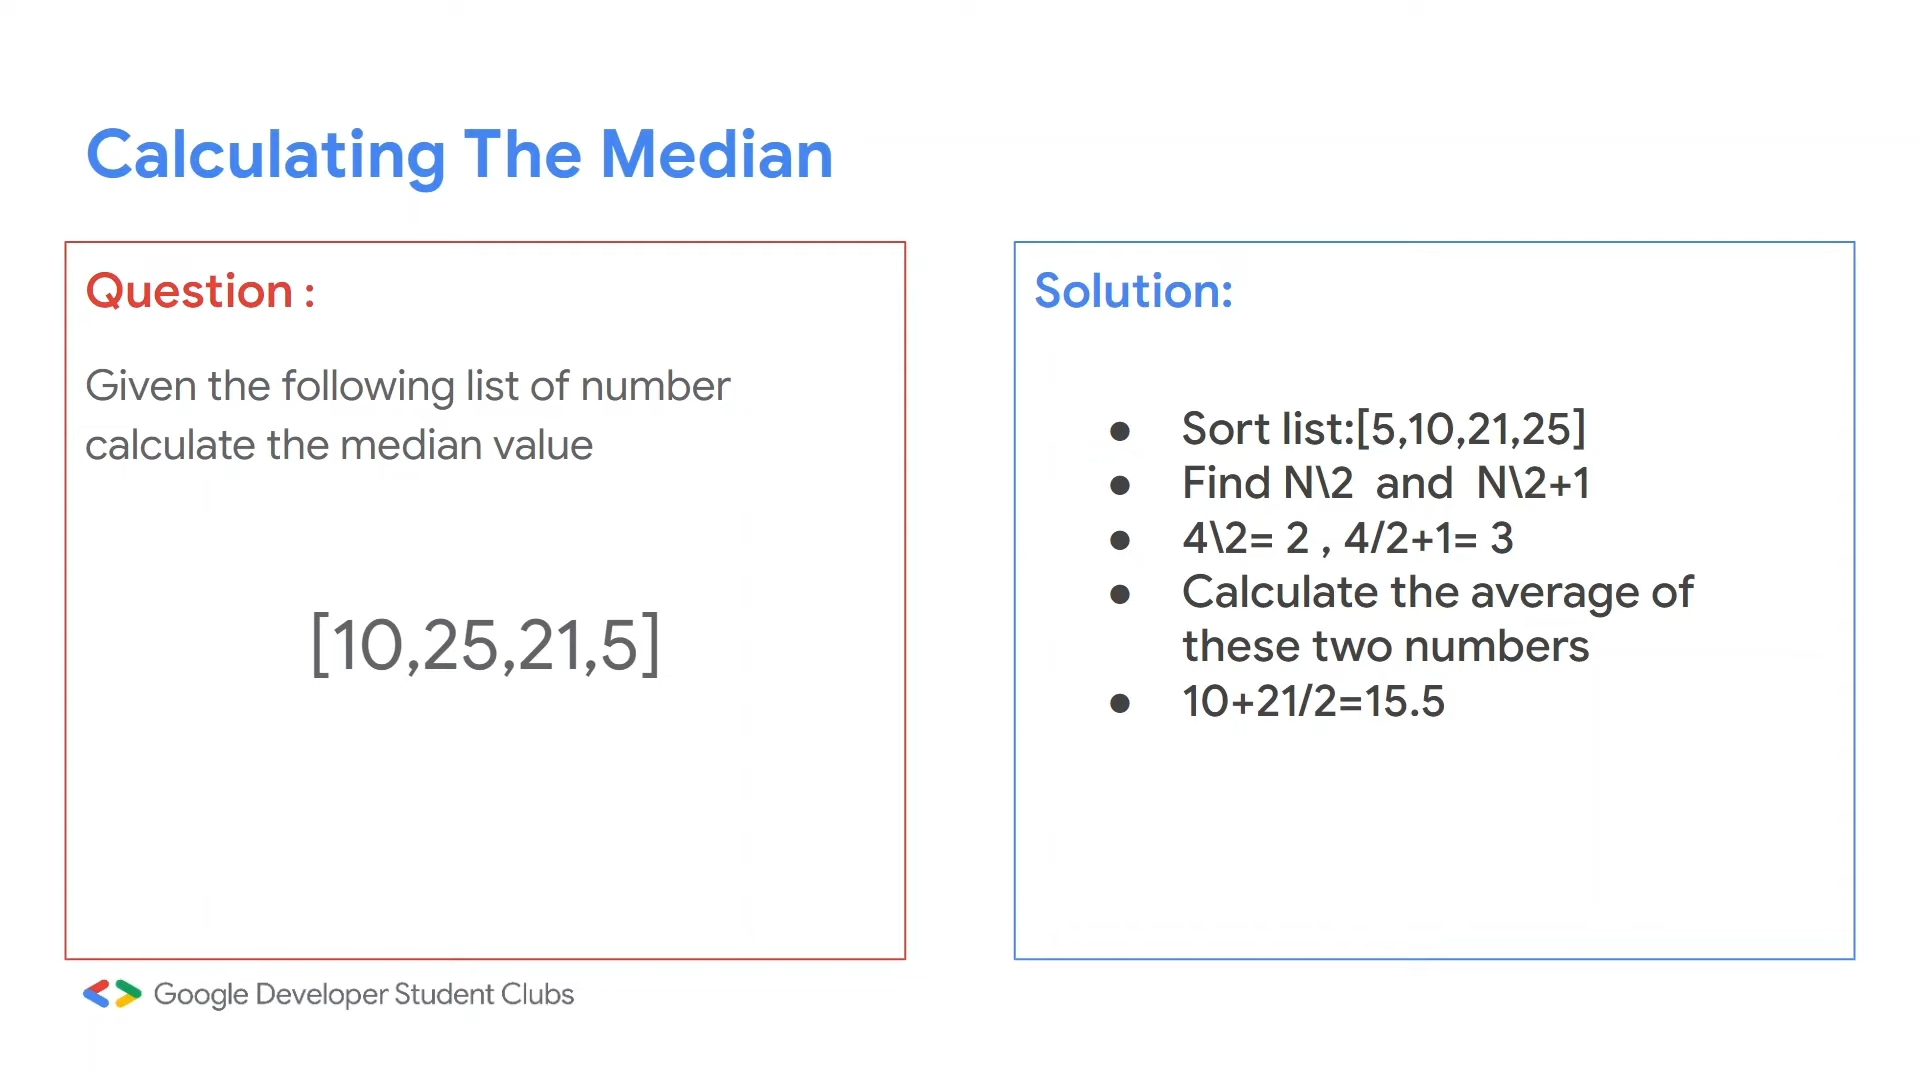 Calculating The Median
Question :
Given the following list of number
calculate the median value
[10,25,21,5]
Solution:
● Sort list:[5,10,21,25]
● Find N\2 and N\2+1
● 4\2= 2 , 4/2+1= 3
● Calculate the average of
these two numbers
● 10+21/2=15.5
Google Developer Student Clubs